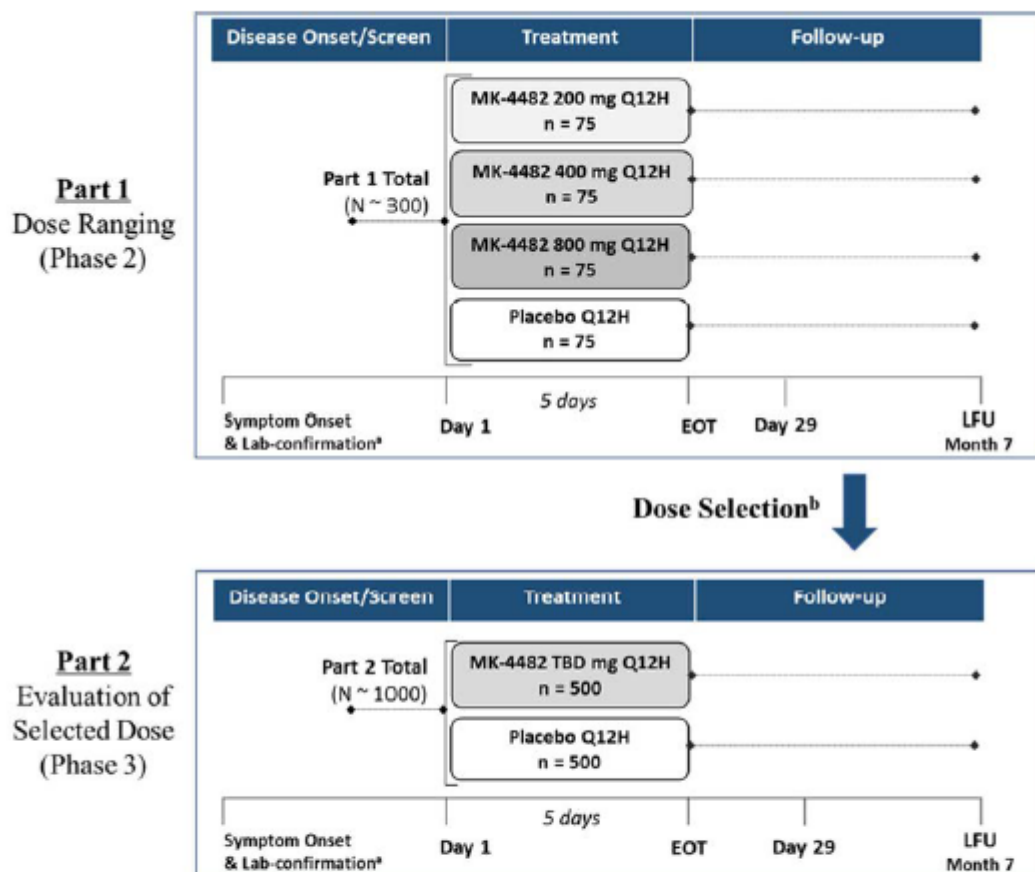 Disease Onset/Screen Treatment Follow-up
MK-4482 200 mg Q12H
n = 75
Part 1
Dose Ranging
(Phase 2)
Part 1 Total
(N ~ 300)
MK-4482 400 mg Q12H
n = 75
MK-4482 800 mg Q12H
n = 75
Placebo Q12H
n = 75
5 days
Symptom Onset
& Lab-confirmationᵃ
Day 1
EOT
Day 29
LFU
Month 7
Dose Selectionᵇ
Disease Onset/Screen Treatment Follow-up
Part 2
Evaluation of
Selected Dose
(Phase 3)
Part 2 Total
(N ~ 1000)
MK-4482 TBD mg Q12H
n = 500
Placebo Q12H
n = 500
5 days
Symptom Onset
& Lab-confirmationᵃ
Day 1
EOT
Day 29
LFU
Month 7